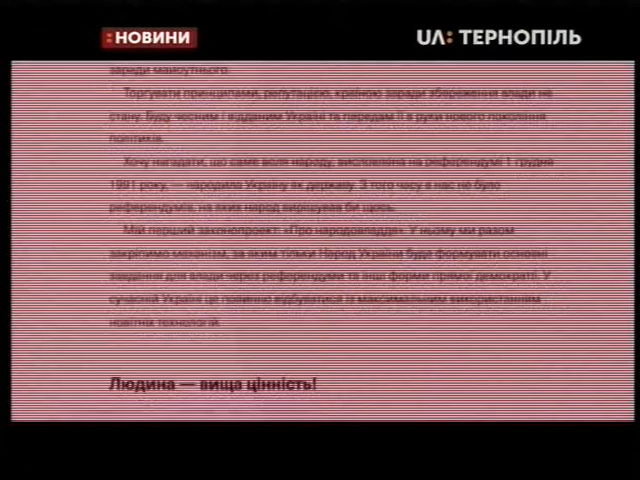 :НОВИНИ
UA: ТЕРНОПІЛЬ
заради майбутнього.
Торгувати принципами, репутацією, країною заради збереження влади не
стану. Буду чесним і відданим Україні та передам її в руки нового покоління
політиків.
Хочу нагадати, що саме воля народу, висловлена на референдумі 1 грудня
1991 року, — народила Україну як державу. З того часу в нас не було
референдумів, на яких народ вирішував би щось.
Мій перший законопроект: «Про народовладдя». У ньому ми разом
закріпимо механізм, за яким тільки Народ України буде формувати основні
завдання для влади через референдуми та інші форми прямої демократії. У
сучасній Україні це повинно відбуватися із максимальним використанням
новітніх технологій.
Людина — вища цінність!